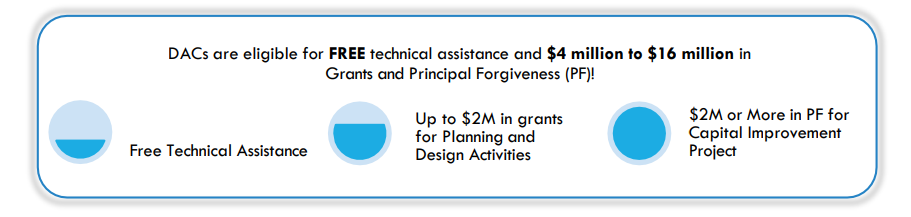 DACs are eligible for FREE technical assistance and $4 million to $16 million in
Grants and Principal Forgiveness (PF)!
Free Technical Assistance
Up to $2M in grants
for Planning and
Design Activities
$2M or More in PF for
Capital Improvement
Project